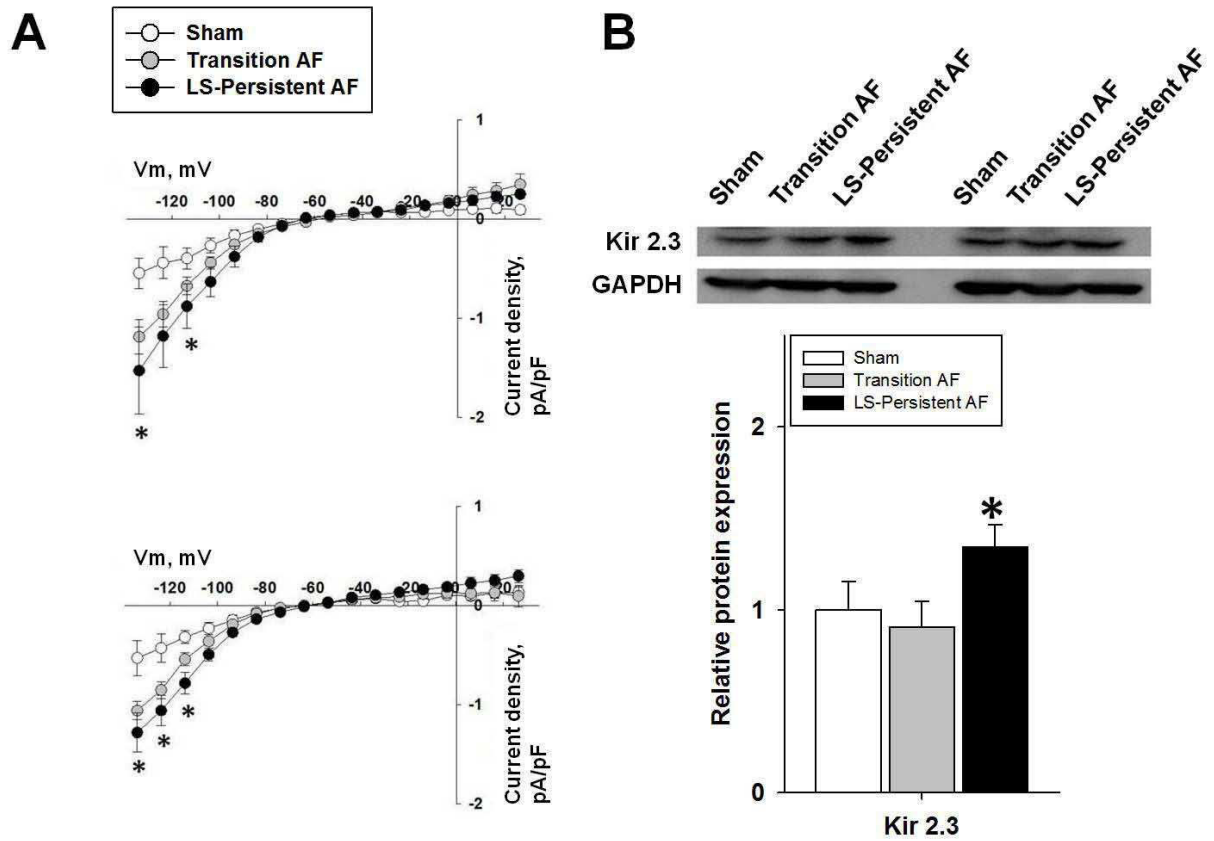 A
Sham
Transition AF
LS-Persistent AF
1
Vm, mV
-120 -100 -80 -60 -40 -20 0 20
0
-1
-2
Current density,
pA/pF
*
*
1
Vm, mV
-120 -100 -80 -60 -40 -20 0 20
0
-1
-2
Current density,
pA/pF
* * *
B
Sham Transition AF LS-Persistent AF Sham Transition AF LS-Persistent AF
Kir 2.3
GAPDH
Sham
Transition AF
LS-Persistent AF
Relative protein expression
2
1
0
*
Kir 2.3